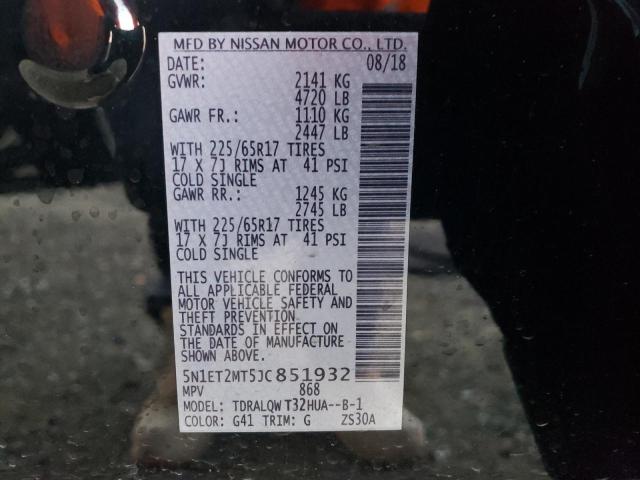 MFD BY NISSAN MOTOR CO., LTD.
DATE: 08/18
GVWR: 2141 KG
4720 LB
GAWR FR.: 1110 KG
2447 LB
WITH 225/65R17 TIRES
17 X 7J RIMS AT 41 PSI
COLD SINGLE
GAWR RR.: 1245 KG
2745 LB
WITH 225/65R17 TIRES
17 X 7J RIMS AT 41 PSI
COLD SINGLE
THIS VEHICLE CONFORMS TO
ALL APPLICABLE FEDERAL
MOTOR VEHICLE SAFETY AND
THEFT PREVENTION
STANDARDS IN EFFECT ON
THE DATE OF MANUFACTURE
SHOWN ABOVE.
5N1ET2MT5JC851932
MPV 868
MODEL: TDRALQW T32HUA--B-1
COLOR: G41 TRIM: G ZS30A